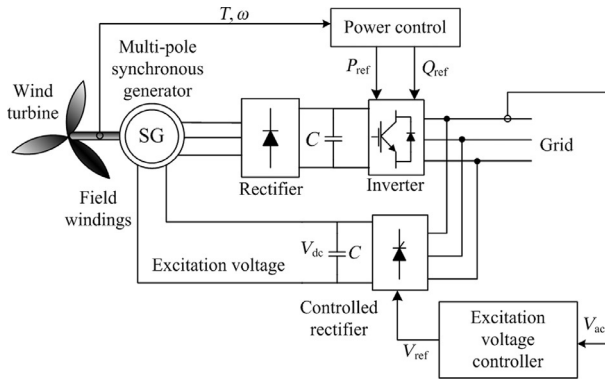 T, ω
Power control
Multi-pole
synchronous
generator
P_ref
Q_ref
Wind
turbine
SG
C
Grid
Rectifier
Inverter
Field
windings
V_dc
C
Excitation voltage
Controlled
rectifier
Excitation
voltage
controller
V_ac
V_ref